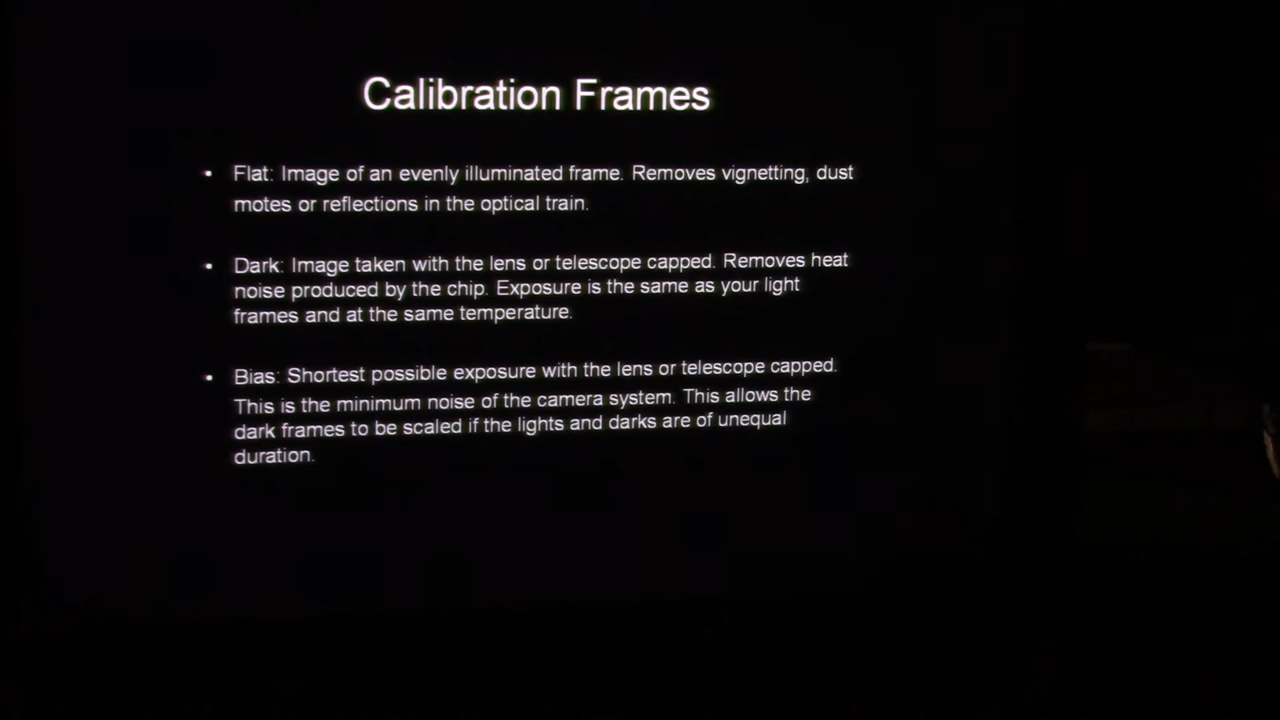 Calibration Frames
• Flat: Image of an evenly illuminated frame. Removes vignetting, dust
motes or reflections in the optical train.
• Dark: Image taken with the lens or telescope capped. Removes heat
noise produced by the chip. Exposure is the same as your light
frames and at the same temperature.
• Bias: Shortest possible exposure with the lens or telescope capped.
This is the minimum noise of the camera system. This allows the
dark frames to be scaled if the lights and darks are of unequal
duration.